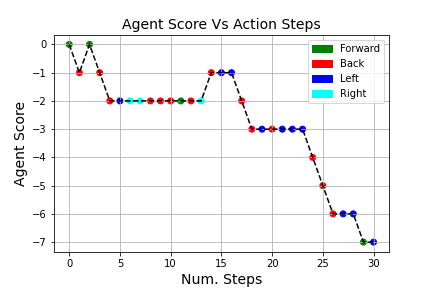 Agent Score Vs Action Steps
Forward
Back
Left
Right
0
−1
−2
−3
−4
−5
−6
−7
Agent Score
0 5 10 15 20 25 30
Num. Steps